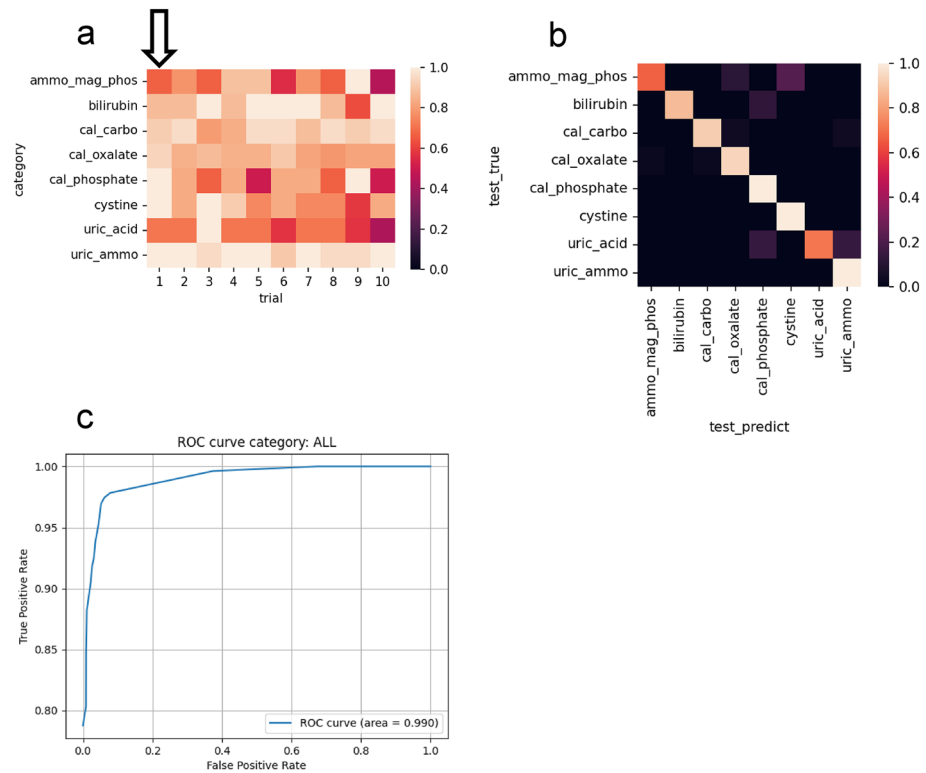 a
category
ammo_mag_phos
bilirubin
cal_carbo
cal_oxalate
cal_phosphate
cystine
uric_acid
uric_ammo
1 2 3 4 5 6 7 8 9 10
trial
1.0
0.8
0.6
0.4
0.2
0.0
b
test_true
ammo_mag_phos
bilirubin
cal_carbo
cal_oxalate
cal_phosphate
cystine
uric_acid
uric_ammo
ammo_mag_phos
bilirubin
cal_carbo
cal_oxalate
cal_phosphate
cystine
uric_acid
uric_ammo
test_predict
1.0
0.8
0.6
0.4
0.2
0.0
c
ROC curve category: ALL
True Positive Rate
1.00
0.95
0.90
0.85
0.80
ROC curve (area = 0.990)
0.0 0.2 0.4 0.6 0.8 1.0
False Positive Rate